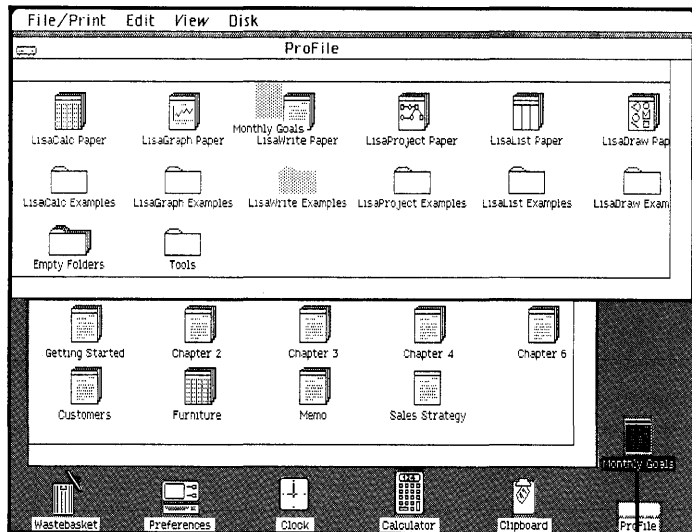 File/Print Edit View Disk
ProFile
Monthly Goals
LisaCalc Paper LisaGraph Paper LisaWrite Paper LisaProject Paper LisaList Paper LisaDraw Pap
LisaCalc Examples LisaGraph Examples LisaWrite Examples LisaProject Examples LisaList Examples LisaDraw Exam
Empty Folders Tools
Getting Started Chapter 2 Chapter 3 Chapter 4 Chapter 6
Customers Furniture Memo Sales Strategy
Monthly Goals
Wastebasket Preferences Clock Calculator Clipboard ProFile